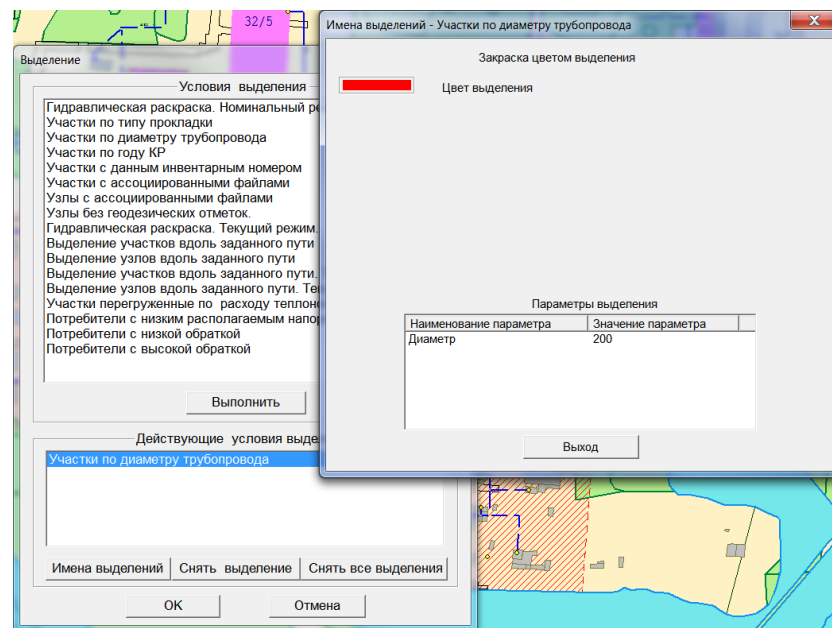 32/5
Имена выделений - Участки по диаметру трубопровода
X
Закраска цветом выделения
Цвет выделения
Параметры выделения
Наименование параметра Значение параметра
Диаметр 200
Выход
Выделение
Условия выделения
Гидравлическая раскраска. Номинальный
Участки по типу прокладки
Участки по диаметру трубопровода
Участки по году КР
Участки с данным инвентарным номером
Участки с ассоциированными файлами
Узлы с ассоциированными файлами
Узлы без геодезических отметок.
Гидравлическая раскраска. Текущий режим.
Выделение участков вдоль заданного пути
Выделение узлов вдоль заданного пути
Выделение участков вдоль заданного пути.
Выделение узлов вдоль заданного пути.
Участки перегруженные по расходу
Потребители с низким располагаемым
Потребители с низкой обраткой
Потребители с высокой обраткой
Выполнить
Действующие условия
Участки по диаметру трубопровода
Имена выделений Снять выделение Снять все выделения
OK Отмена